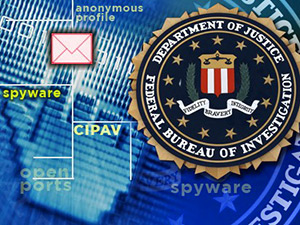 anonymous
profile
spyware
CIPAV
open
ports
spyware
DEPARTMENT OF JUSTICE
FEDERAL BUREAU OF INVESTIGATION
FIDELITY BRAVERY INTEGRITY